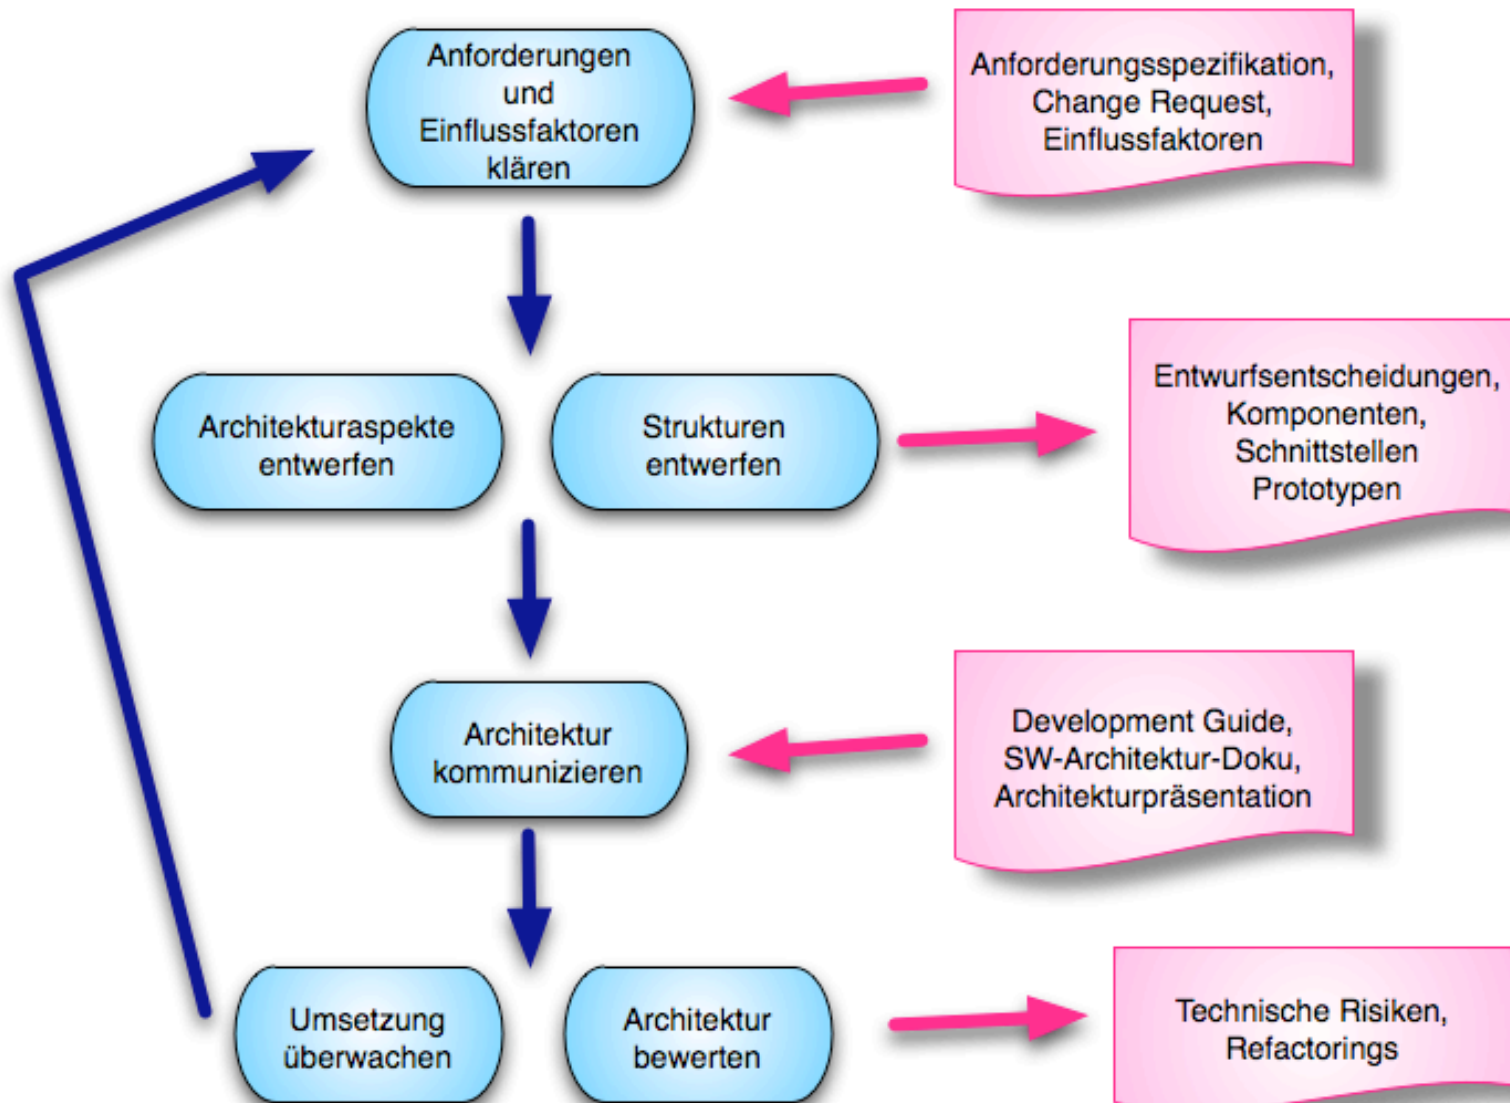 Anforderungen
und
Einflussfaktoren
klären
Anforderungsspezifikation,
Change Request,
Einflussfaktoren
Architekturaspekte
entwerfen
Strukturen
entwerfen
Entwurfsentscheidungen,
Komponenten,
Schnittstellen
Prototypen
Architektur
kommunizieren
Development Guide,
SW-Architektur-Doku,
Architekturpräsentation
Umsetzung
überwachen
Architektur
bewerten
Technische Risiken,
Refactorings